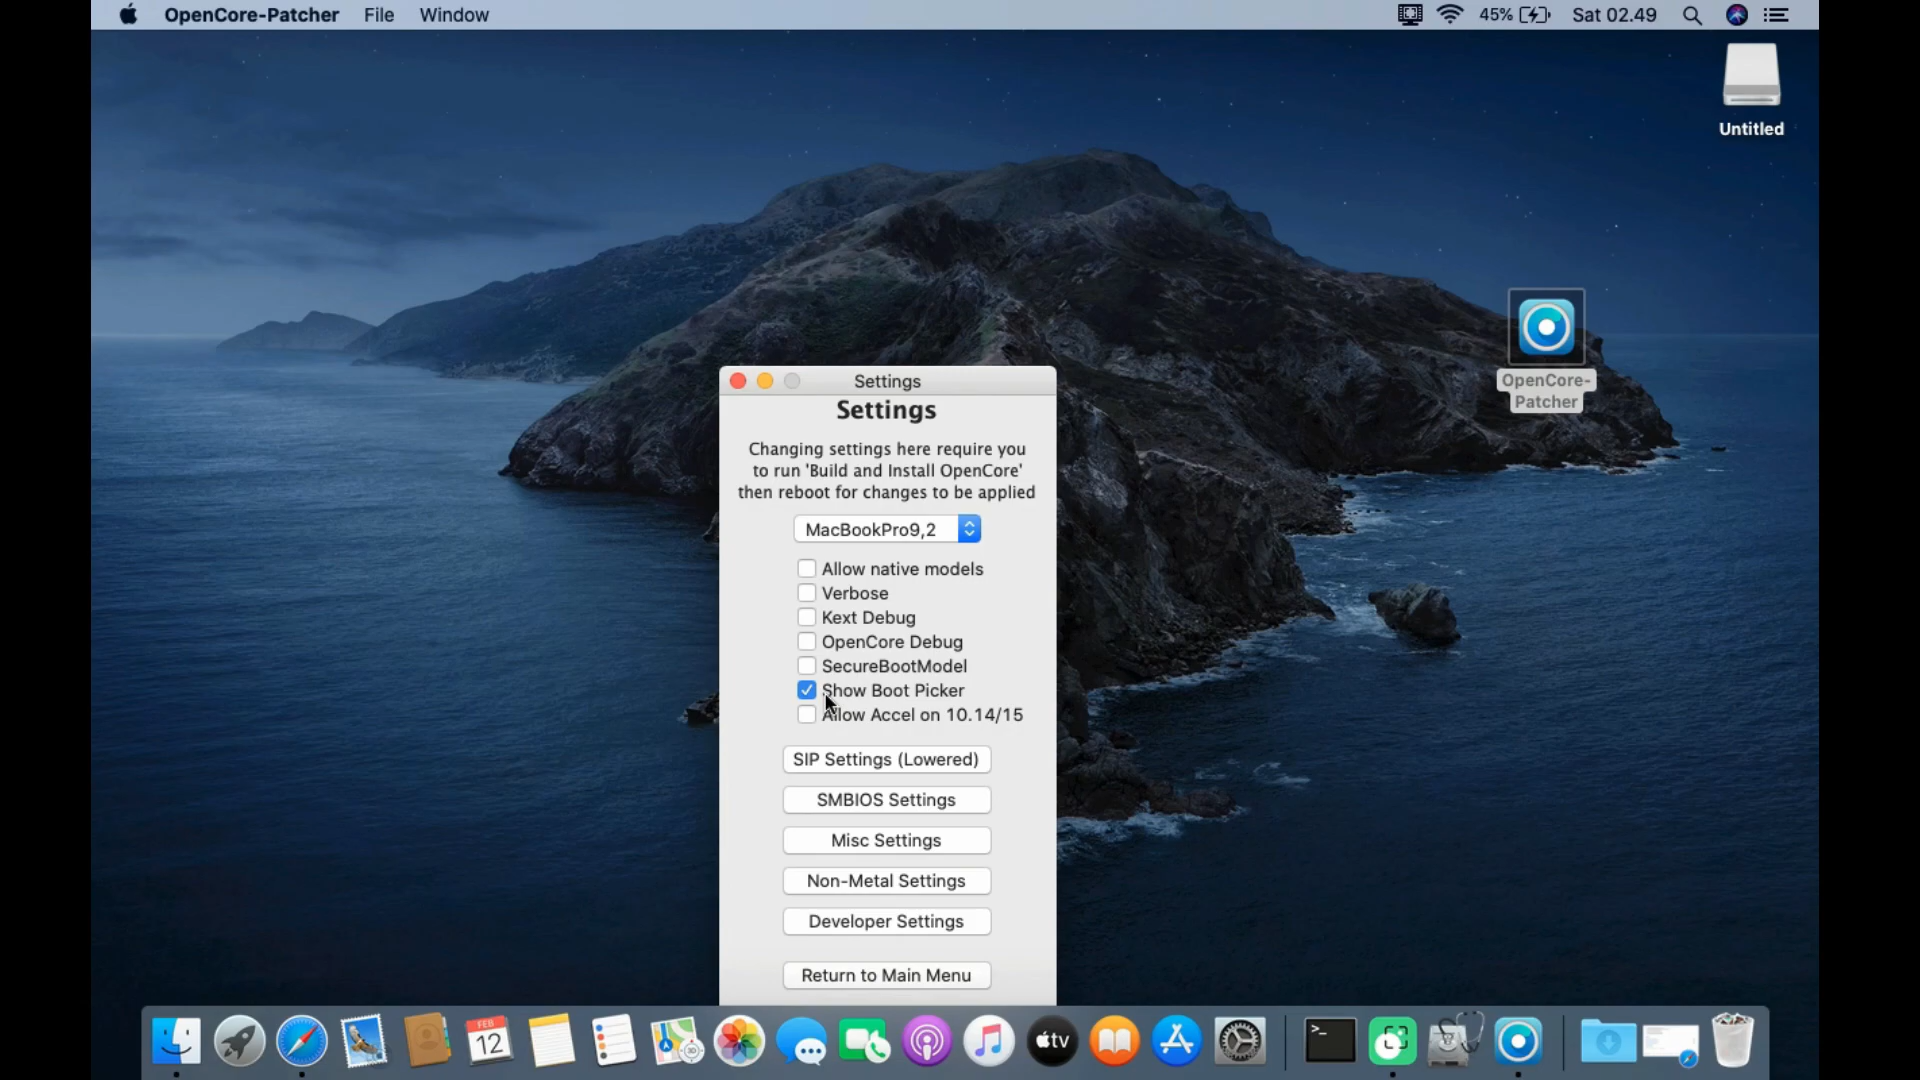 OpenCore-Patcher File Window 45% Sat 02.49
Untitled
OpenCore-
Patcher
Settings
Settings
Changing settings here require you
to run 'Build and Install OpenCore'
then reboot for changes to be applied
MacBookPro9,2
Allow native models
Verbose
Kext Debug
OpenCore Debug
SecureBootModel
Show Boot Picker
Allow Accel on 10.14/15
SIP Settings (Lowered)
SMBIOS Settings
Misc Settings
Non-Metal Settings
Developer Settings
Return to Main Menu
FEB
12
3D
tv
>_